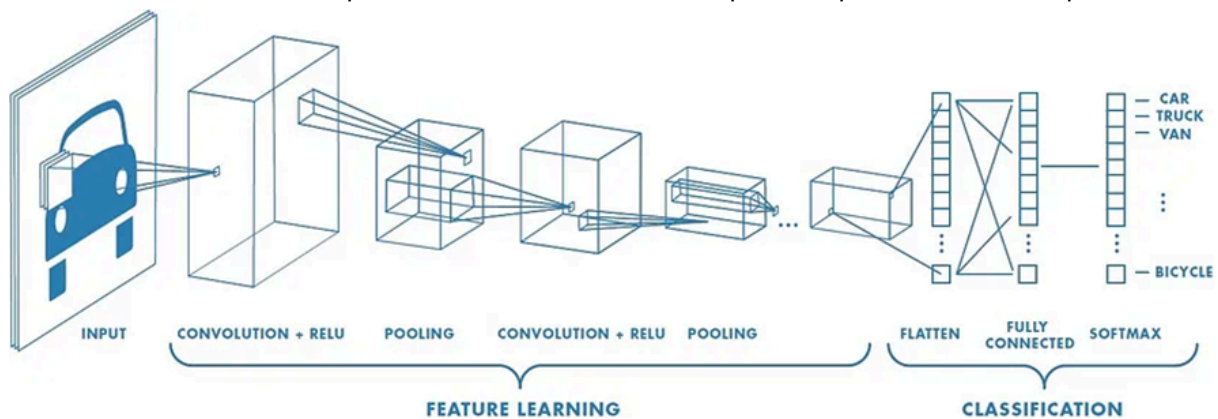 CAR
TRUCK
VAN
BICYCLE
INPUT
CONVOLUTION + RELU
POOLING
CONVOLUTION + RELU
POOLING
...
FLATTEN
FULLY
CONNECTED
SOFTMAX
FEATURE LEARNING
CLASSIFICATION